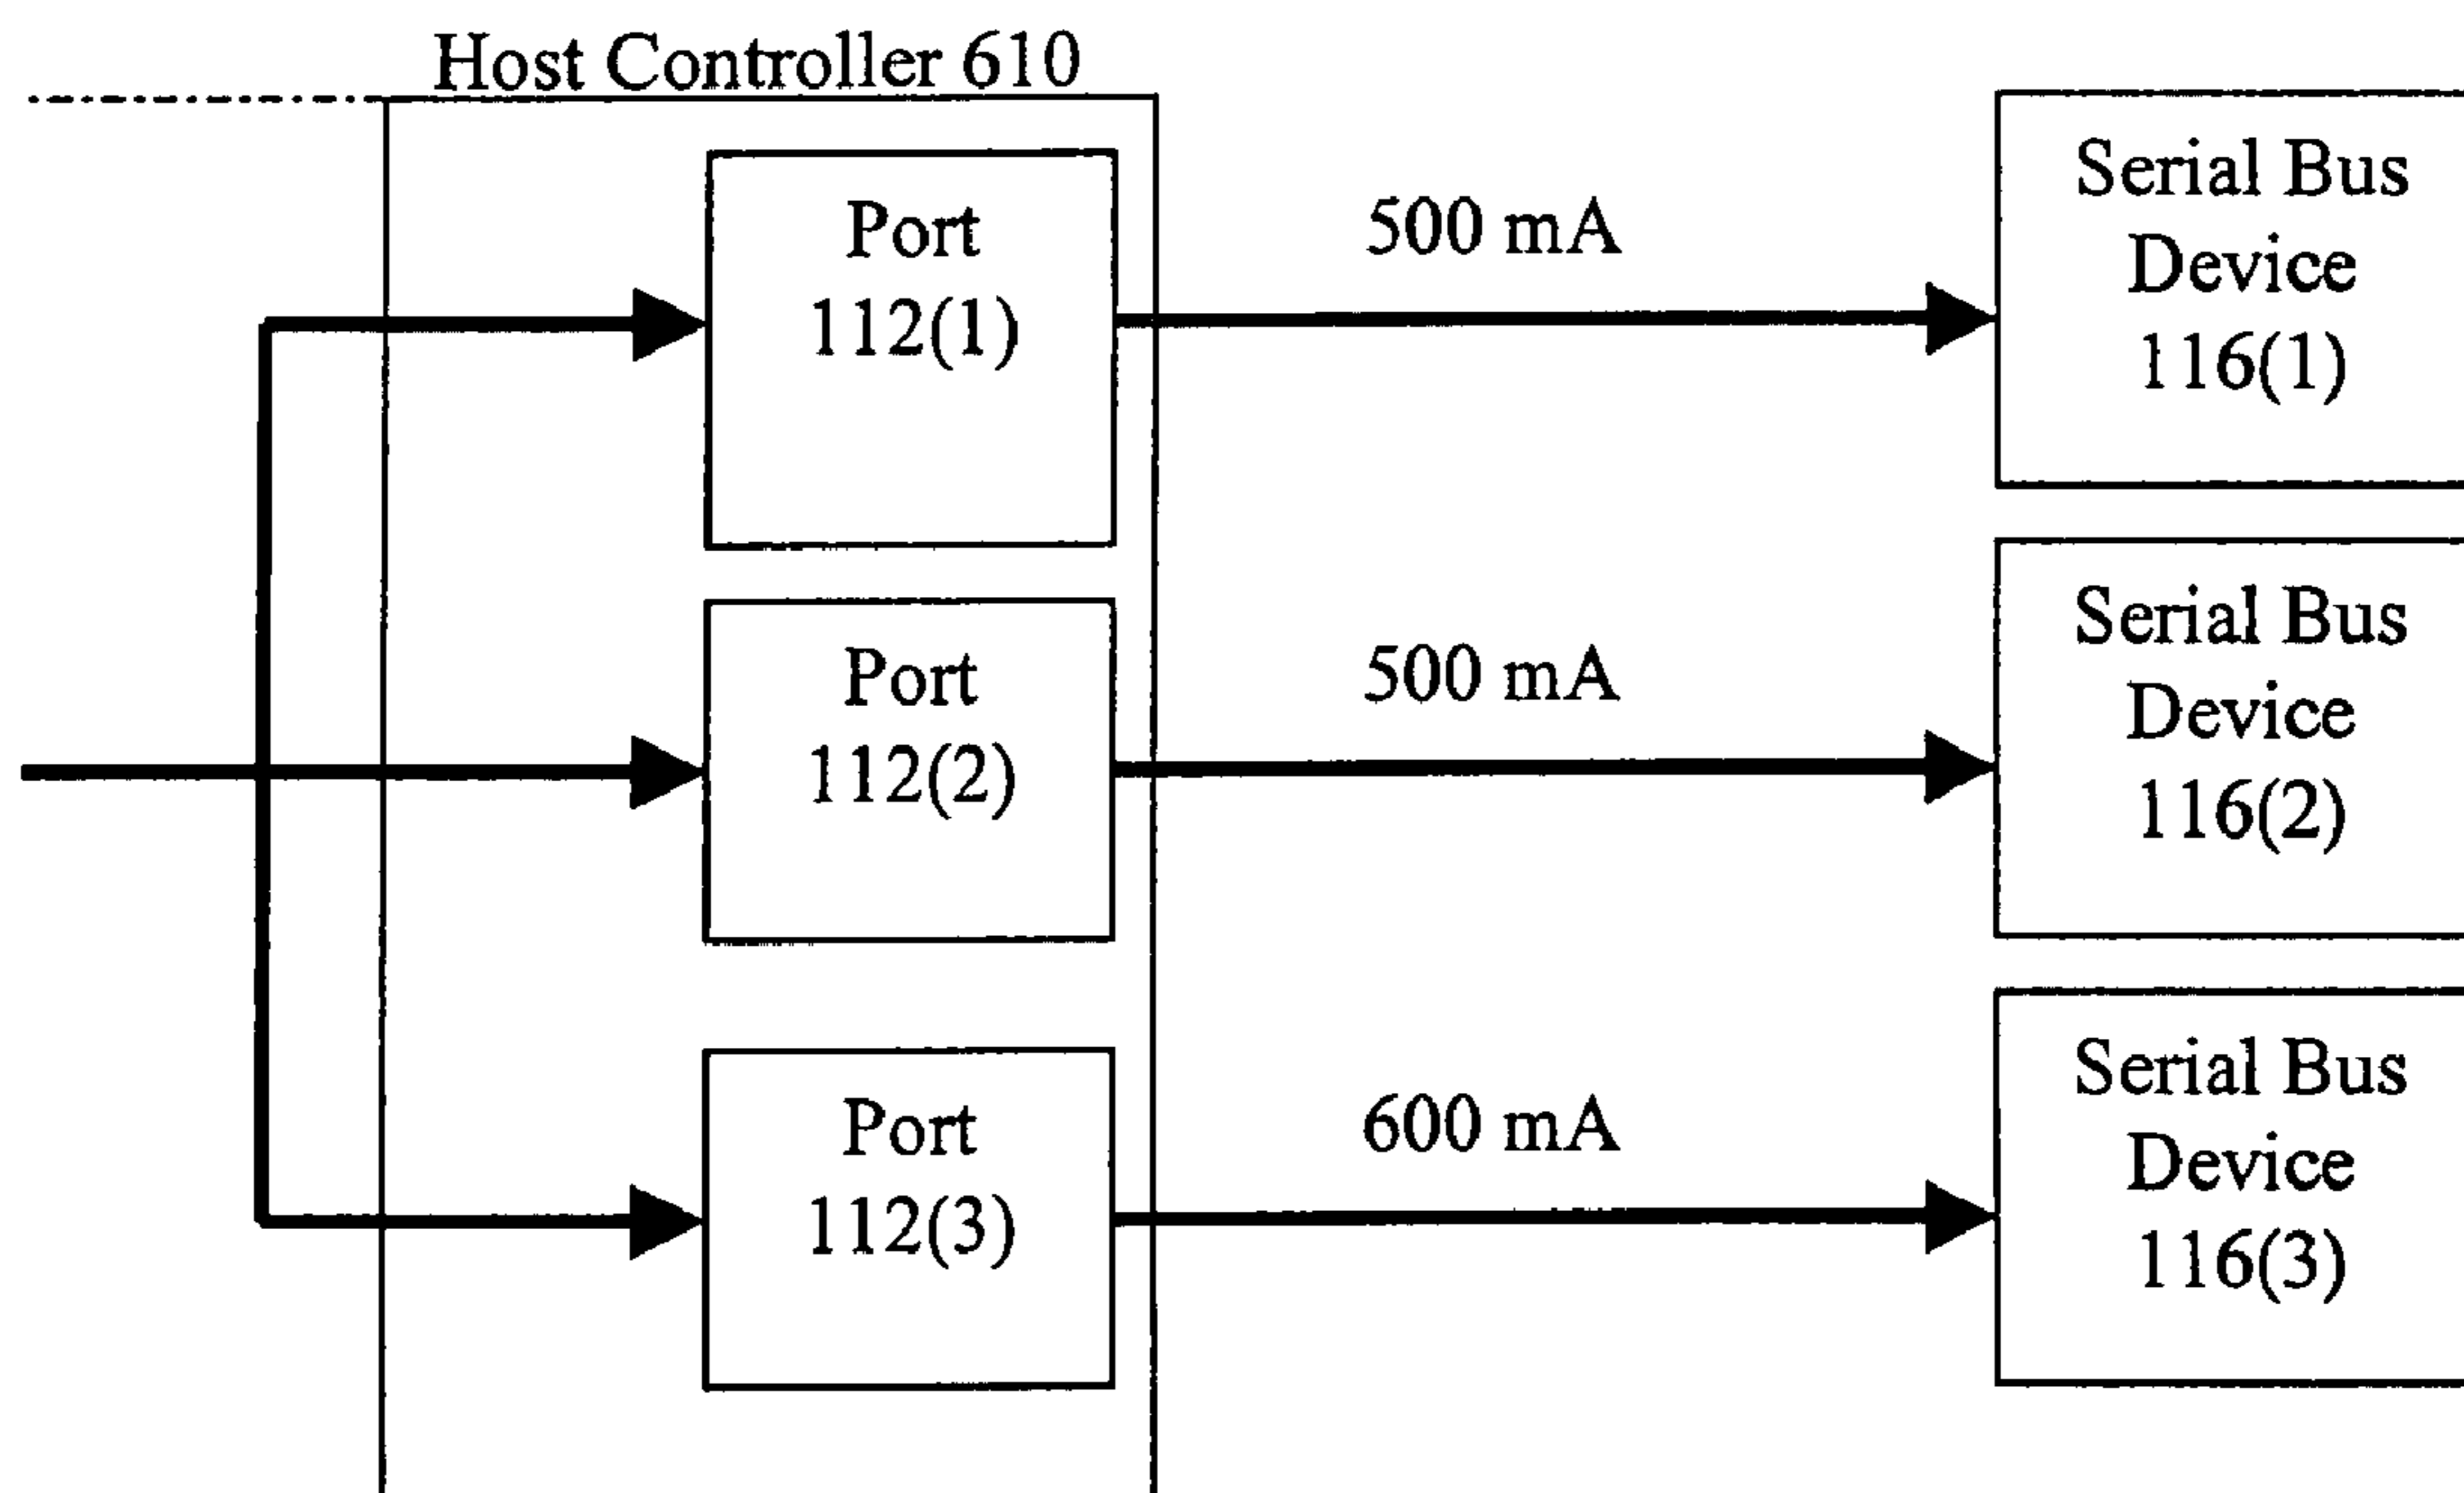 Host Controller 610
Port
112(1)
500 mA
Serial Bus
Device
116(1)
Port
112(2)
500 mA
Serial Bus
Device
116(2)
Port
112(3)
600 mA
Serial Bus
Device
116(3)